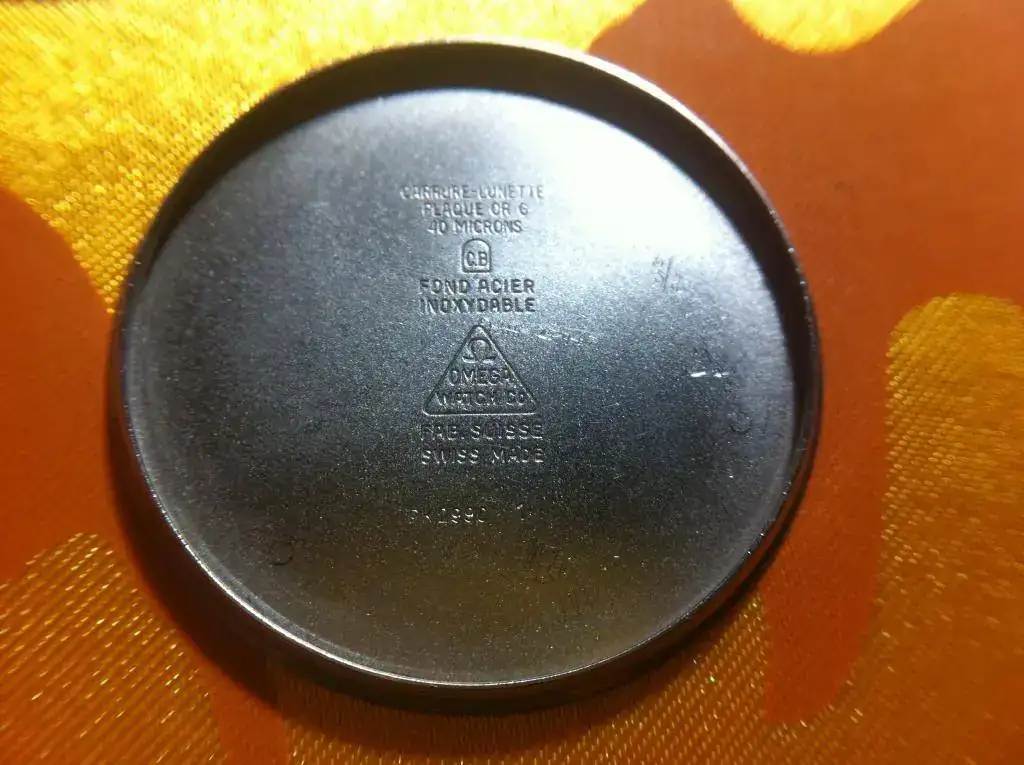 CARRURE-LUNETTE
PLAQUE OR G
40 MICRONS
C.B
FOND ACIER
INOXYDABLE
Ω
OMEGA
WATCH Co
FAB. SUISSE
SWISS MADE